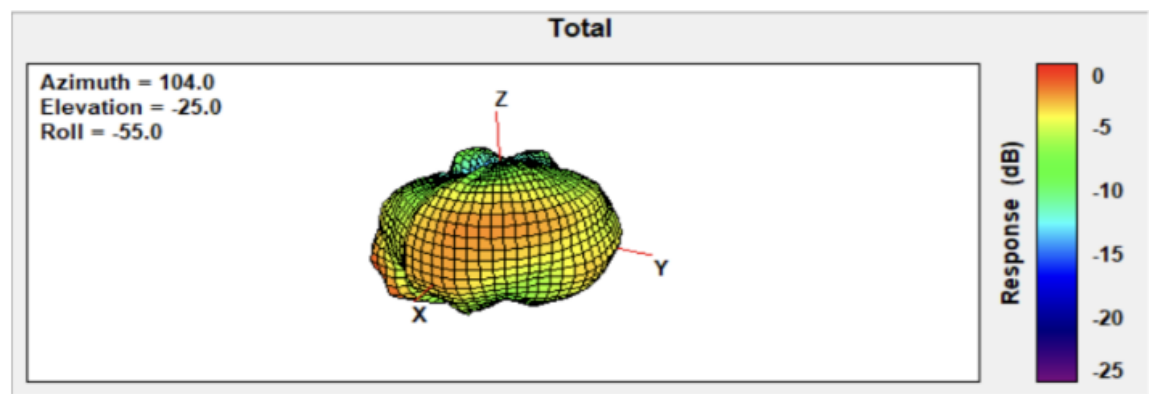 Total
Azimuth = 104.0
Elevation = -25.0
Roll = -55.0
Z
Y
X
Response (dB)
0
-5
-10
-15
-20
-25